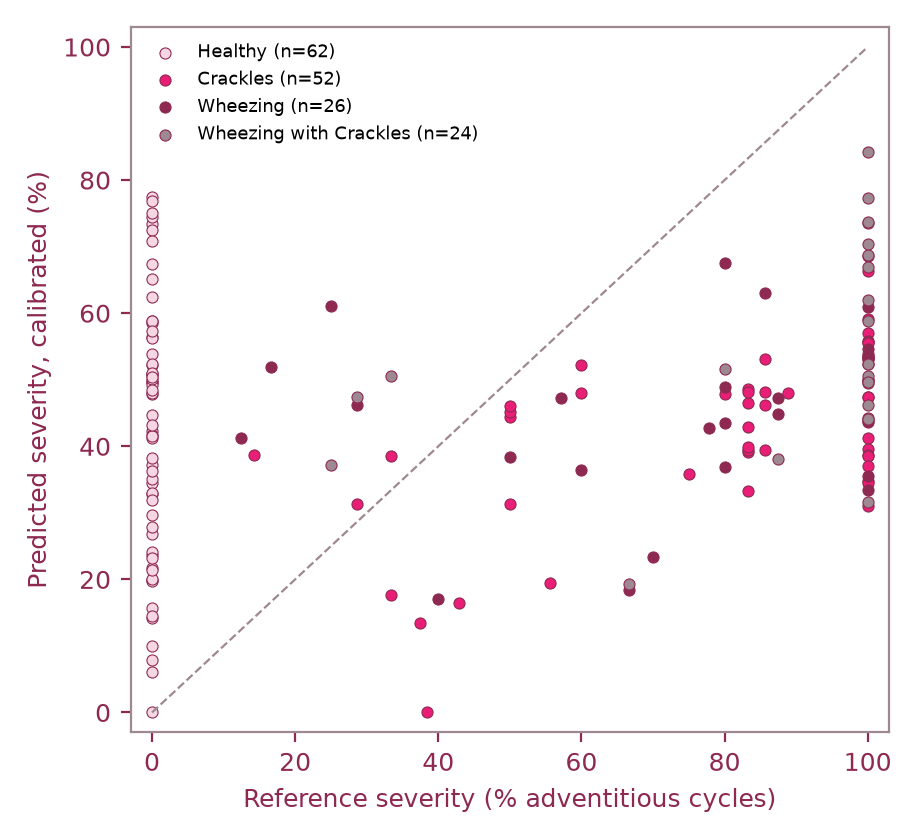 Healthy (n=62)
Crackles (n=52)
Wheezing (n=26)
Wheezing with Crackles (n=24)
Predicted severity, calibrated (%)
100
80
60
40
20
0
0 20 40 60 80 100
Reference severity (% adventitious cycles)